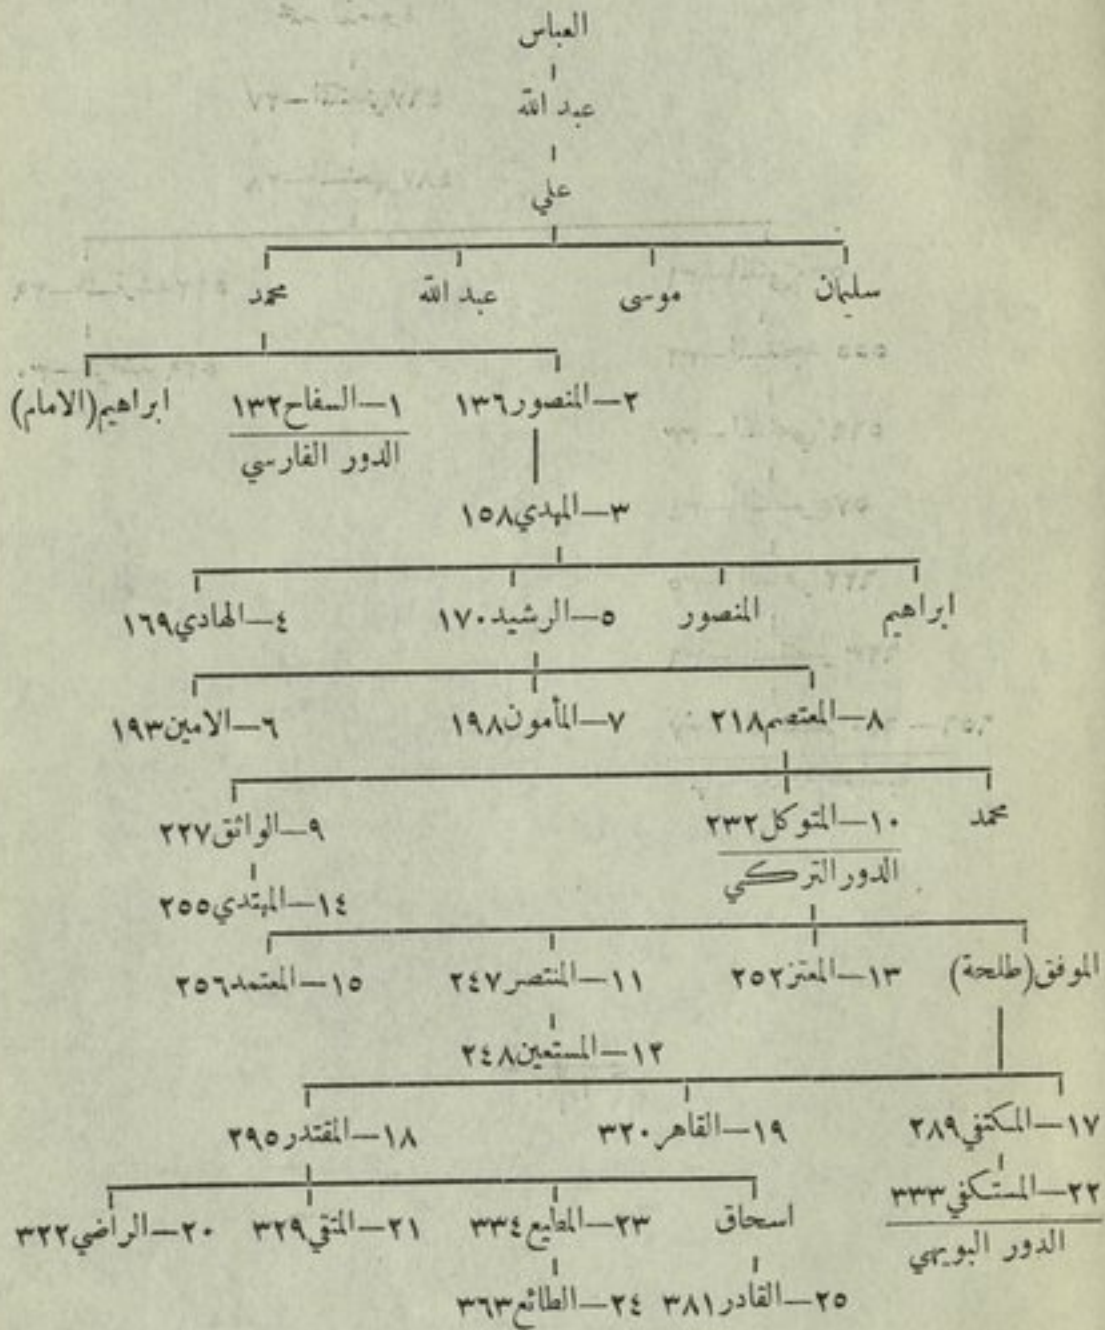 العباس
عبد الله
علي
سليمان موسى عبد الله محمد
٢—المنصور١٣٦ ١—السفاح١٣٢ ابراهيم(الامام)
الدور الفارسي
٣—المهدي١٥٨
ابراهيم المنصور ٥—الرشيد١٧٠ ٤—الهادي١٦٩
٨—المعتصم٢١٨ ٧—المأمون١٩٨ ٦—الامين١٩٣
محمد ١٠—المتوكل٢٣٢ ٩—الواثق٢٢٧
الدور التركي
١٤—المهتدي٢٥٥
الموفق(طلحة) ١٣—المعتز٢٥٢ ١١—المنتصر٢٤٧ ١٥—المعتمد٢٥٦
١٢—المستعين٢٤٨
١٧—المكتفي٢٨٩ ١٩—القاهر٣٢٠ ١٨—المقتدر٢٩٥
٢٢—المستكفي٣٣٣ اسحاق ٢٣—المطيع٣٣٤ ٢١—المتقي٣٢٩ ٢٠—الراضي٣٢٢
الدور البويهي
٢٥—القادر٣٨١ ٢٤—الطائع٣٦٣